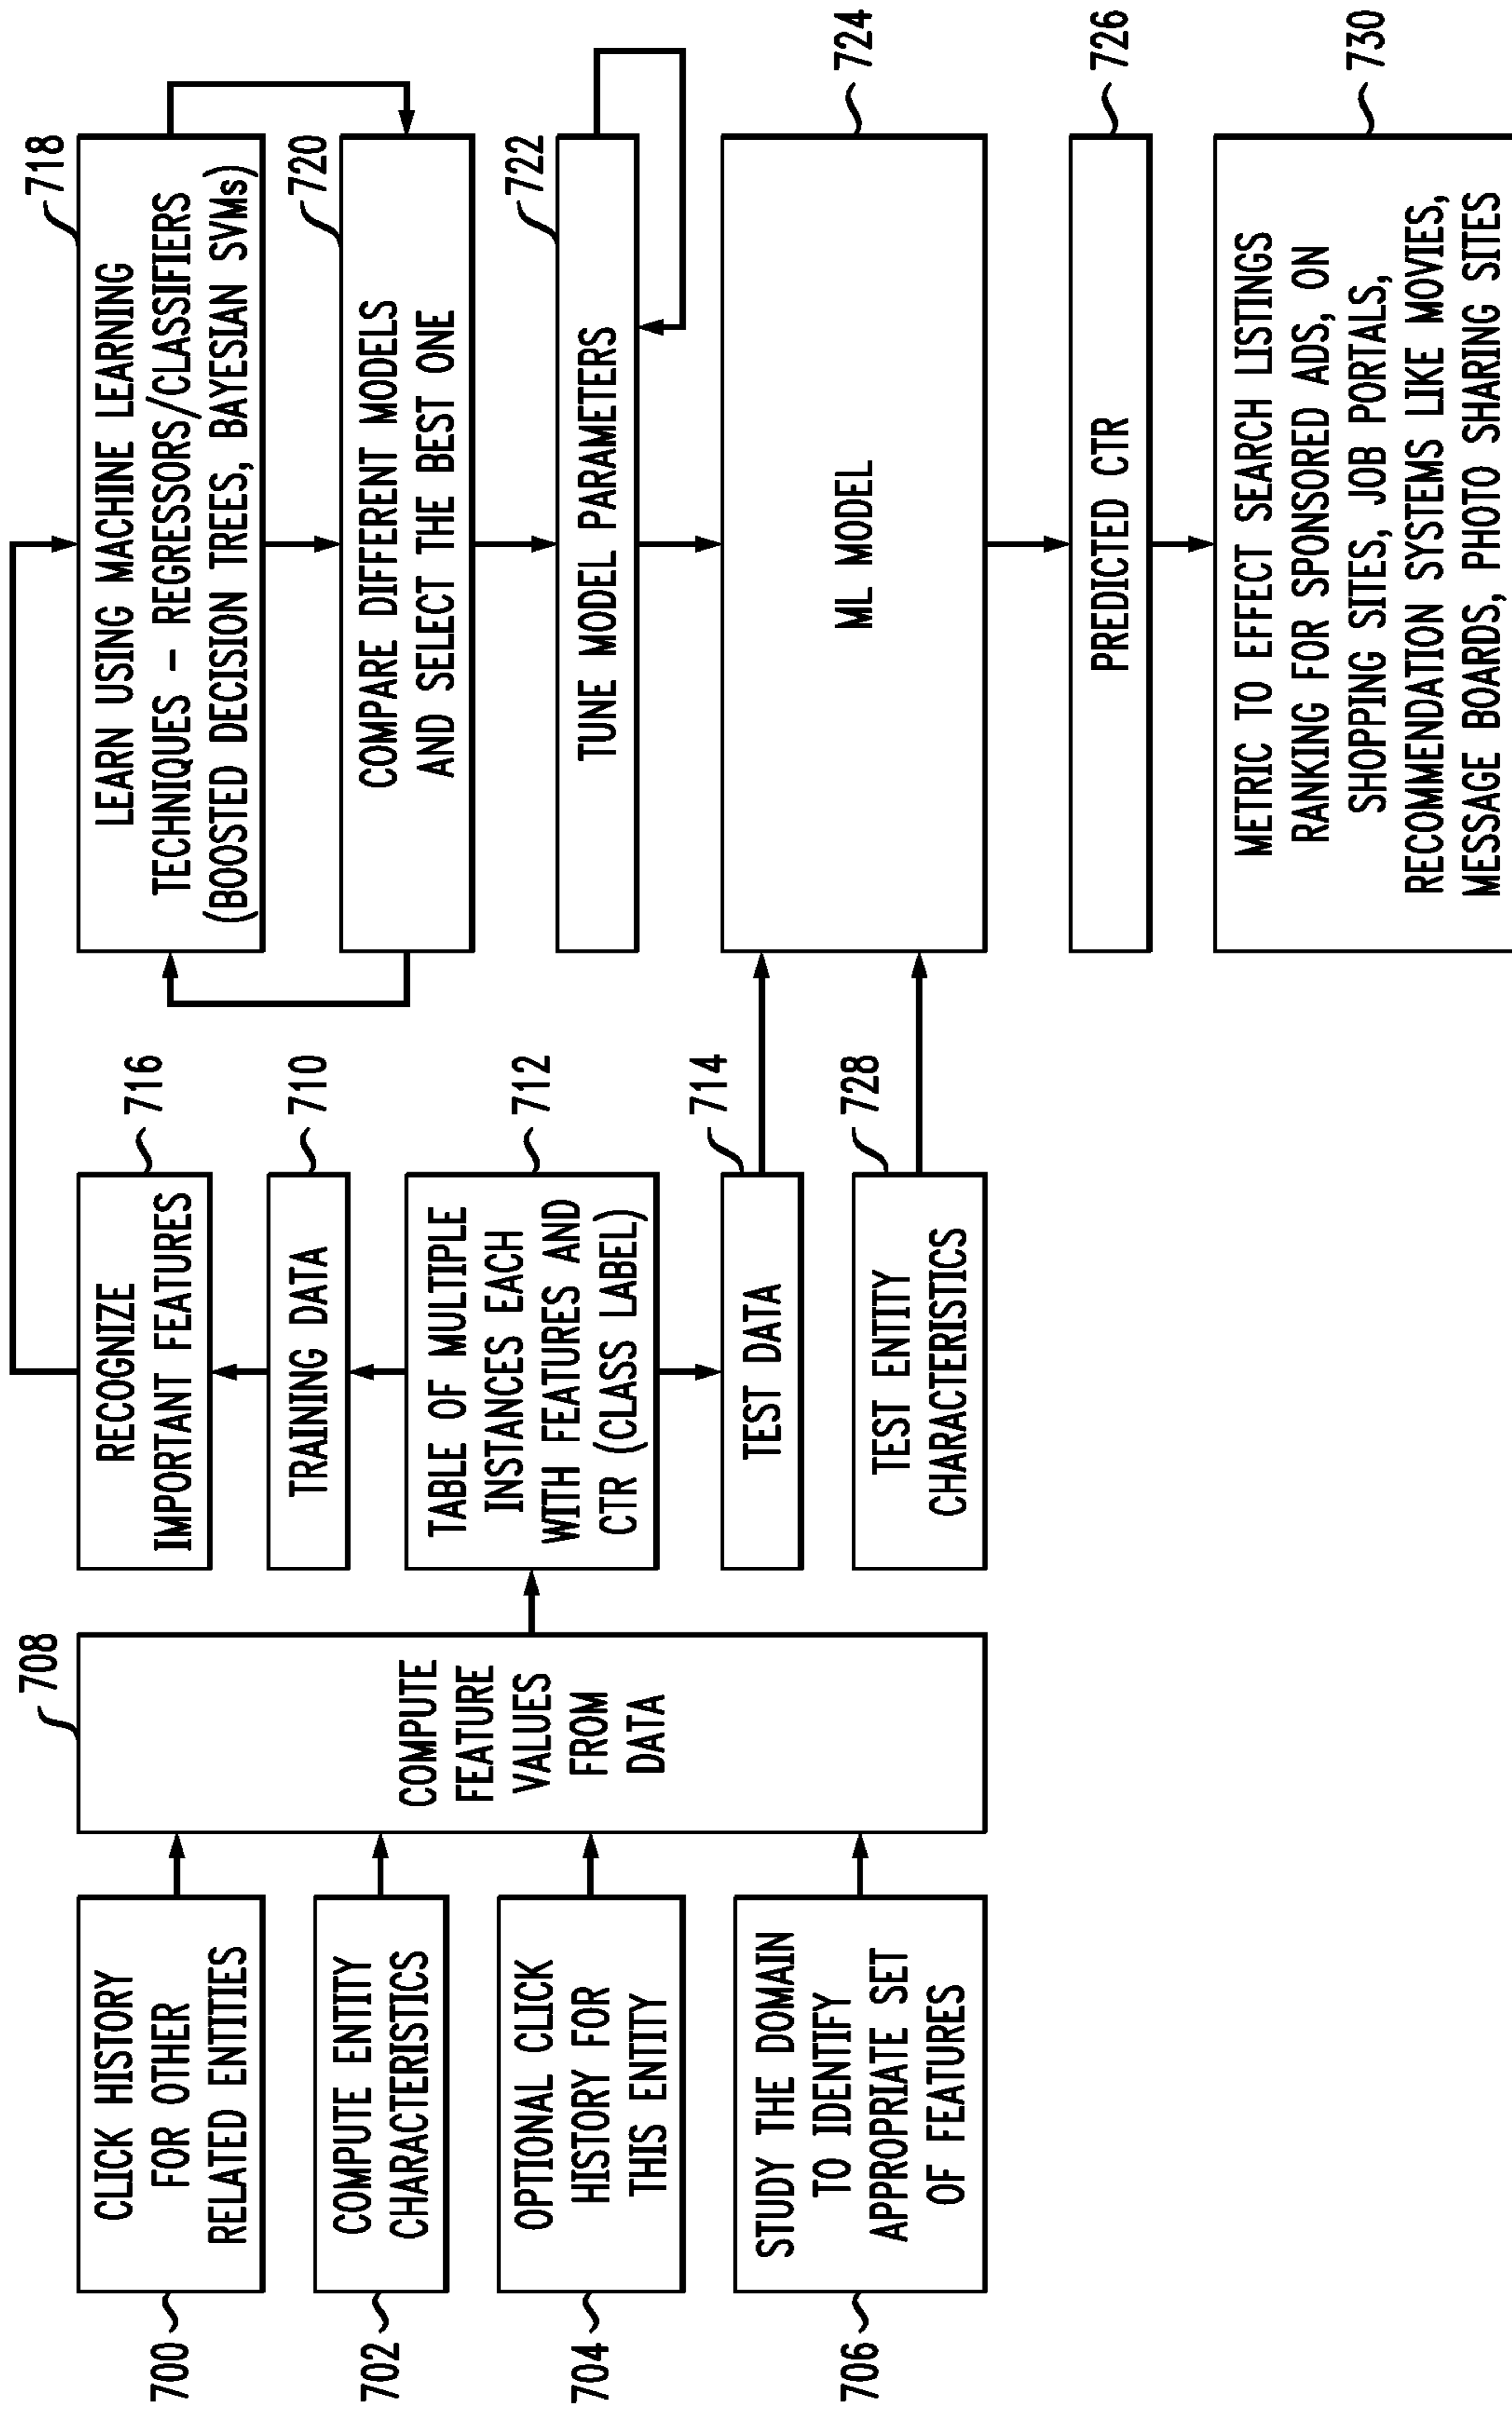 700
CLICK HISTORY
FOR OTHER
RELATED ENTITIES
702
COMPUTE ENTITY
CHARACTERISTICS
704
OPTIONAL CLICK
HISTORY FOR
THIS ENTITY
706
STUDY THE DOMAIN
TO IDENTIFY
APPROPRIATE SET
OF FEATURES
708
COMPUTE
FEATURE
VALUES
FROM
DATA
716
RECOGNIZE
IMPORTANT FEATURES
710
TRAINING DATA
712
TABLE OF MULTIPLE
INSTANCES EACH
WITH FEATURES AND
CTR (CLASS LABEL)
714
TEST DATA
728
TEST ENTITY
CHARACTERISTICS
718
LEARN USING MACHINE LEARNING
TECHNIQUES – REGRESSORS/CLASSIFIERS
(BOOSTED DECISION TREES, BAYESIAN SVMs)
720
COMPARE DIFFERENT MODELS
AND SELECT THE BEST ONE
722
TUNE MODEL PARAMETERS
724
ML MODEL
726
PREDICTED CTR
730
METRIC TO EFFECT SEARCH LISTINGS
RANKING FOR SPONSORED ADS, ON
SHOPPING SITES, JOB PORTALS,
RECOMMENDATION SYSTEMS LIKE MOVIES,
MESSAGE BOARDS, PHOTO SHARING SITES